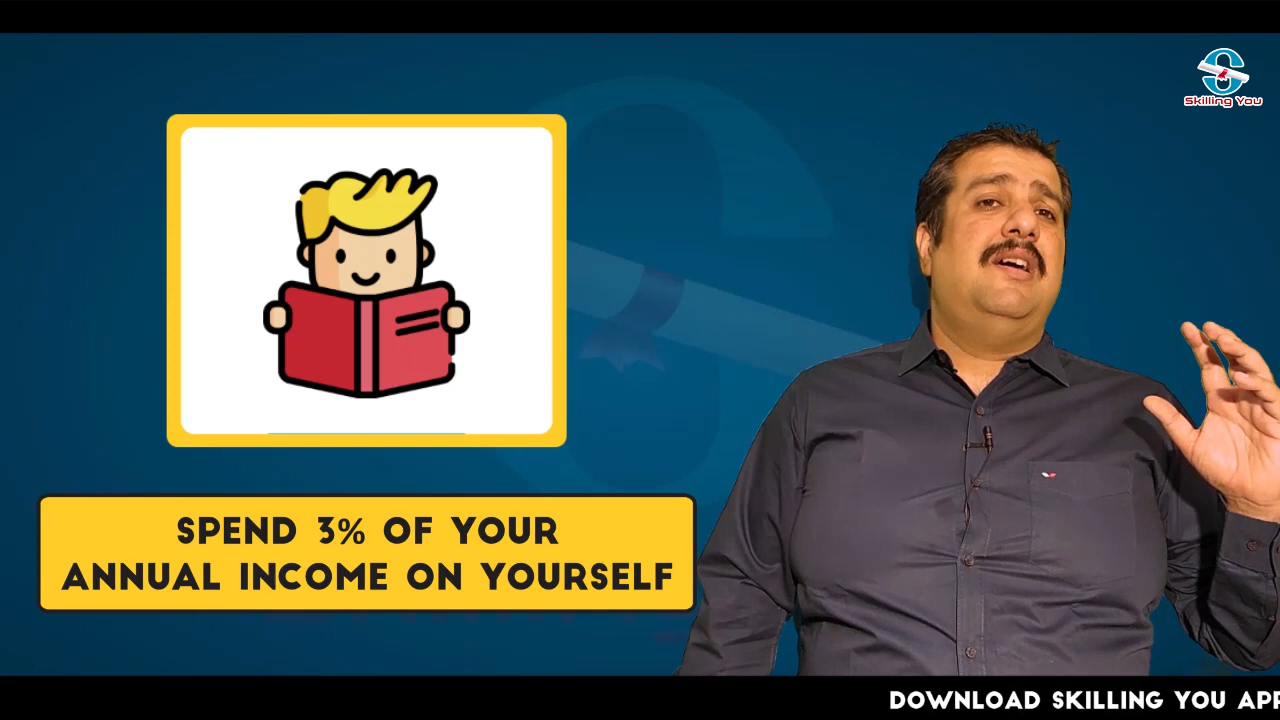 Skilling You
SPEND 3% OF YOUR
ANNUAL INCOME ON YOURSELF
DOWNLOAD SKILLING YOU APP